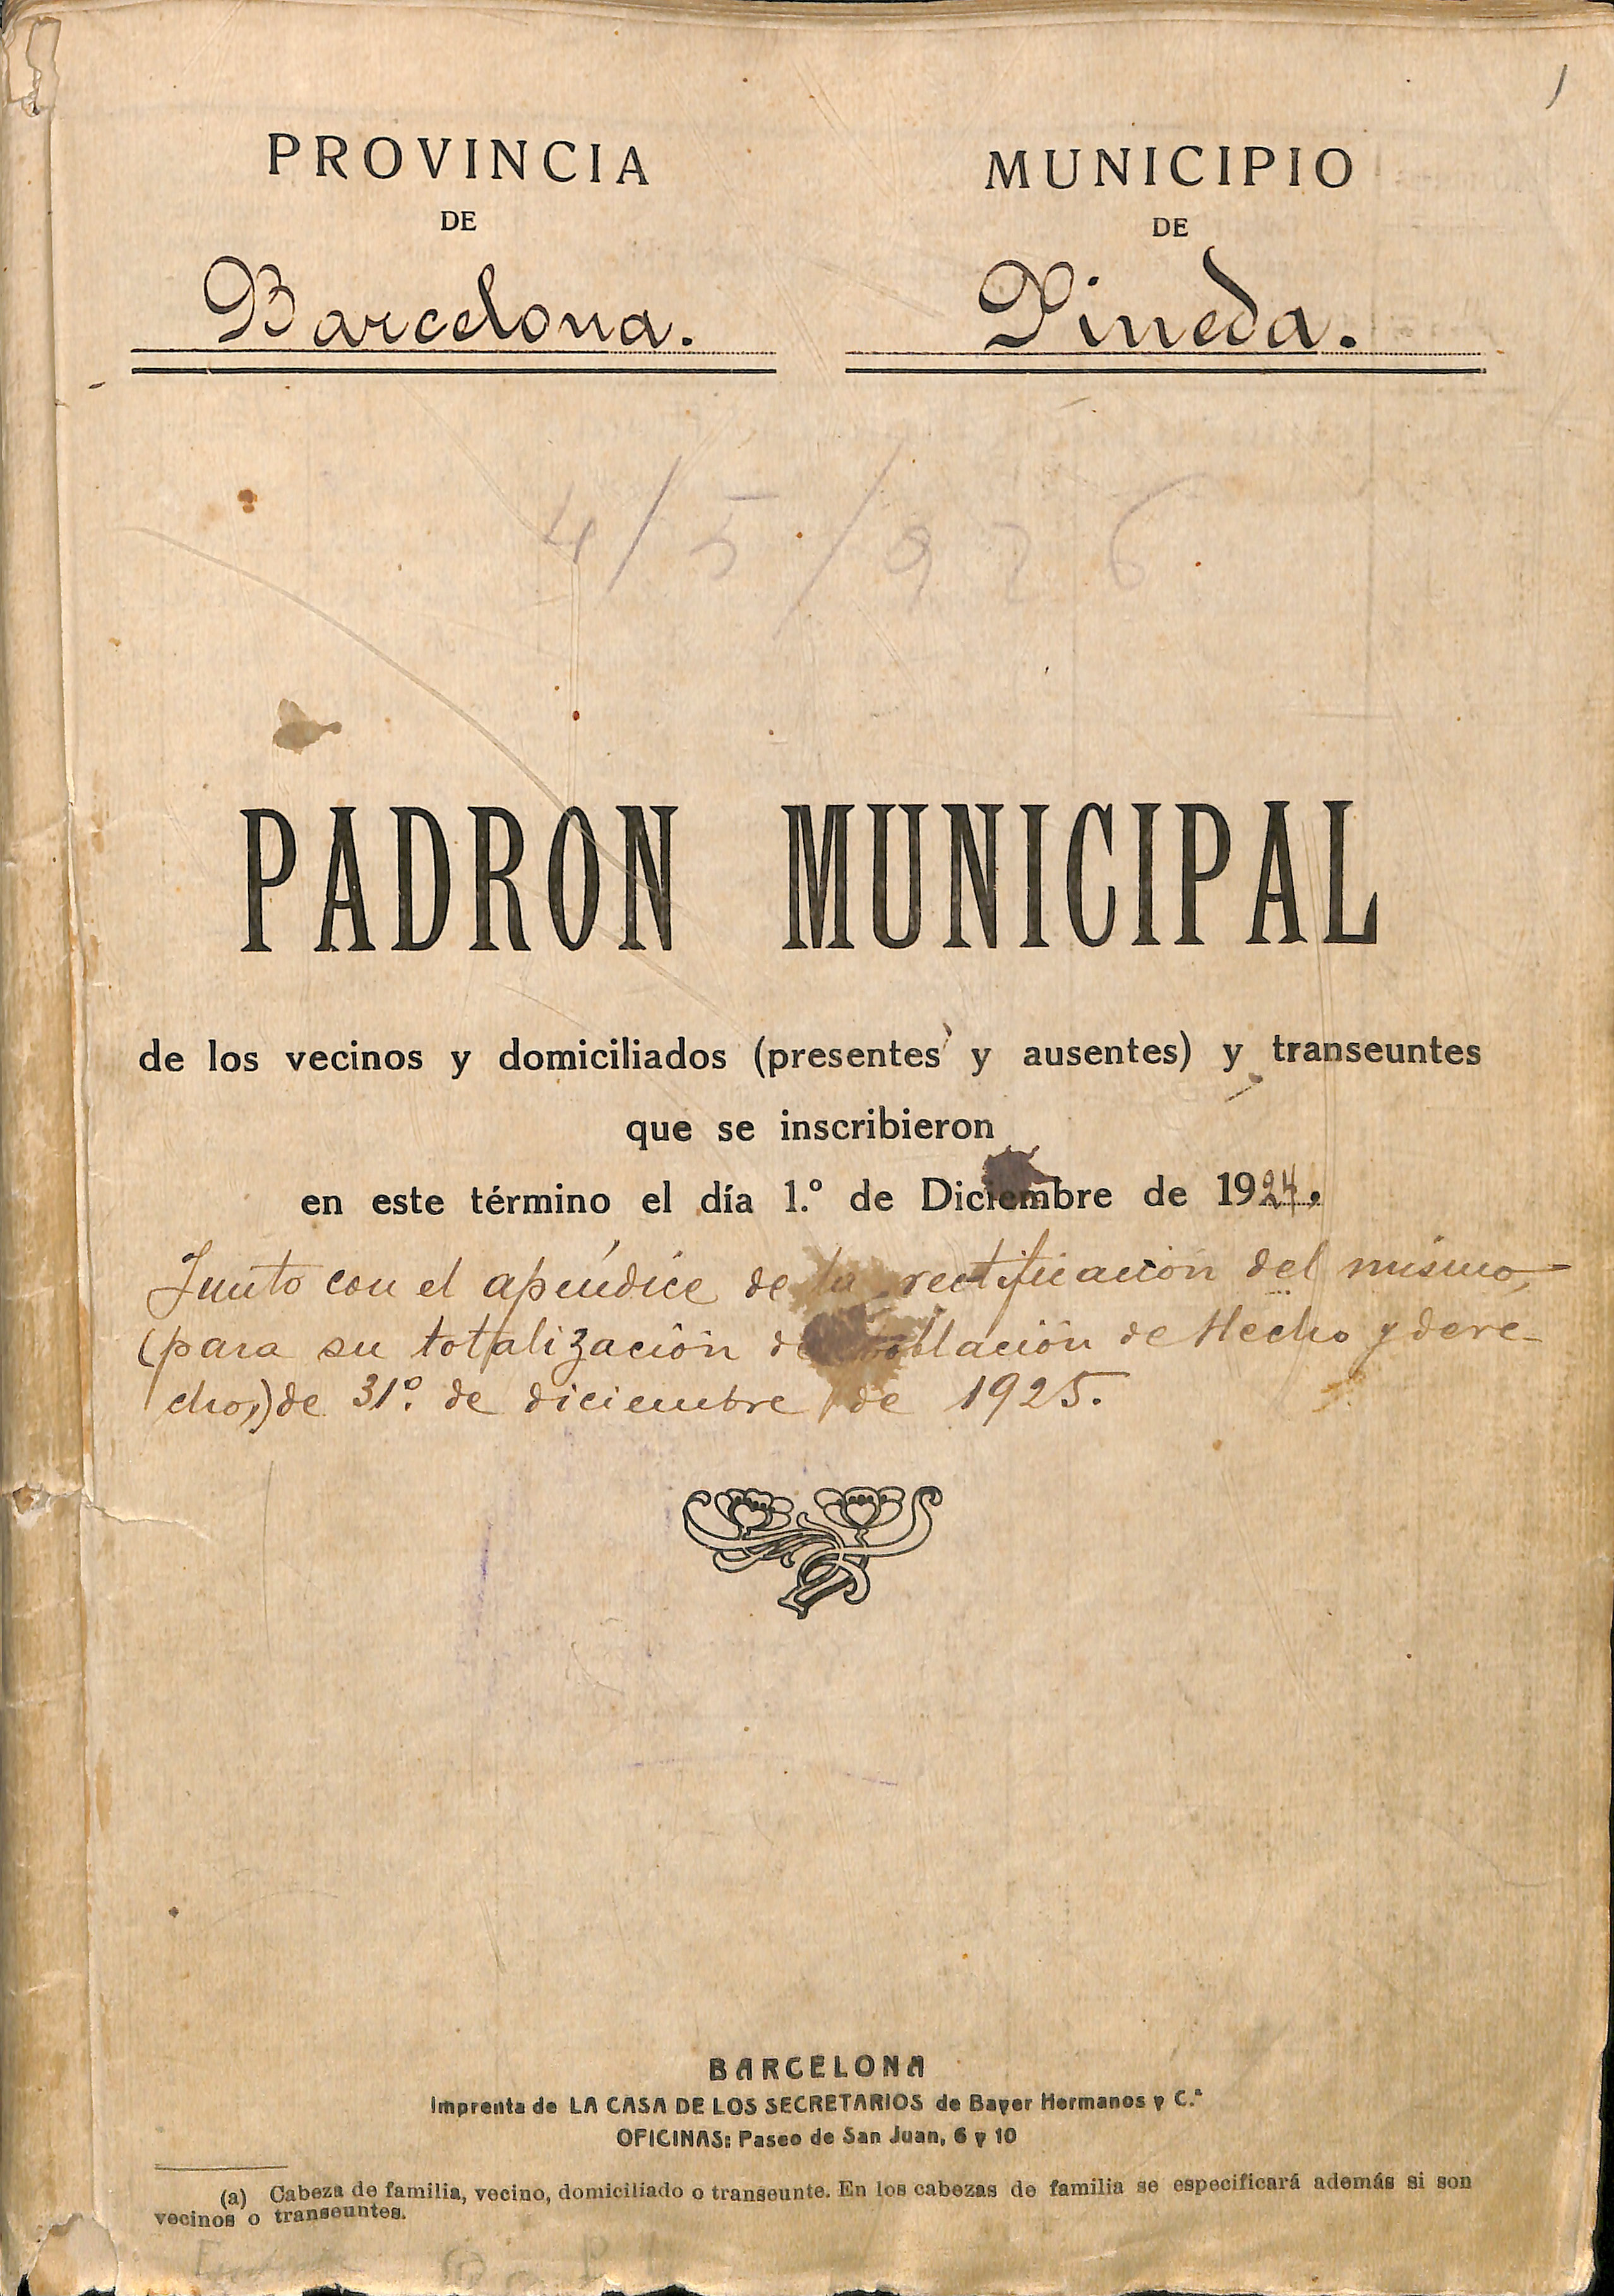 PROVINCIA
DE
Barcelona.
MUNICIPIO
DE
Pineda.
4/5/926
PADRON MUNICIPAL
de los vecinos y domiciliados (presentes y ausentes) y transeuntes
que se inscribieron
en este término el día 1.º de Diciembre de 1924,
Junto con el apéndice de la rectificación del mismo,
(para su totalización de población de Hecho y dere-
cho,) de 31º. de diciembre de 1925.
BARCELONA
Imprenta de LA CASA DE LOS SECRETARIOS de Bayer Hermanos y C.ª
OFICINAS: Paseo de San Juan, 6 y 10
(a) Cabeza de familia, vecino, domiciliado o transeunte. En los cabezas de familia se especificará además si son
vecinos o transeuntes.